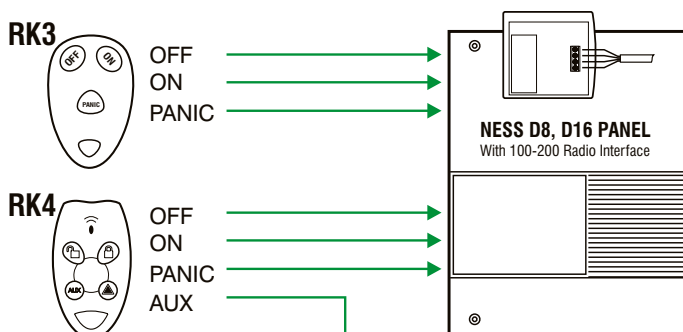 RK3
OFF
ON
PANIC
OFF
ON
PANIC
NESS D8, D16 PANEL
With 100-200 Radio Interface
RK4
AUX
OFF
ON
PANIC
AUX